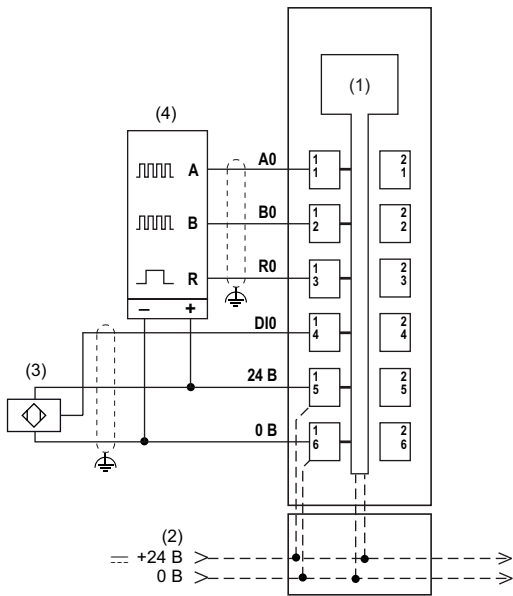 (1)
(4)
A A0 1 1 2 1
B B0 1 2 2 2
R R0 1 3 2 3
– +
DI0 1 4 2 4
(3)
24 В 1 5 2 5
0 В 1 6 2 6
(2)
+24 В
0 В